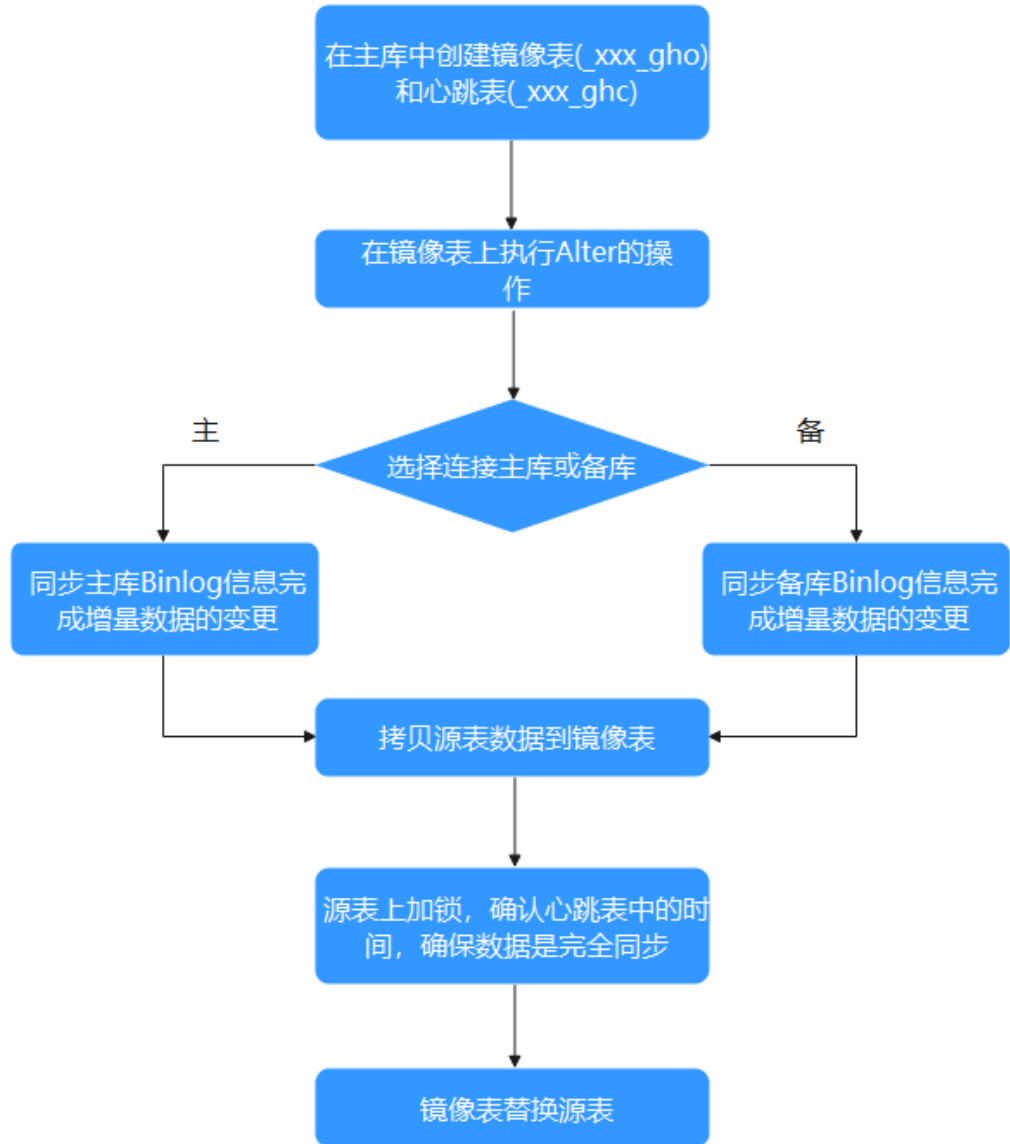 在主库中创建镜像表(_xxx_gho)
和心跳表(_xxx_ghc)
在镜像表上执行Alter的操
作
选择连接主库或备库
主
备
同步主库Binlog信息完
成增量数据的变更
同步备库Binlog信息完
成增量数据的变更
拷贝源表数据到镜像表
源表上加锁，确认心跳表中的时
间，确保数据是完全同步
镜像表替换源表